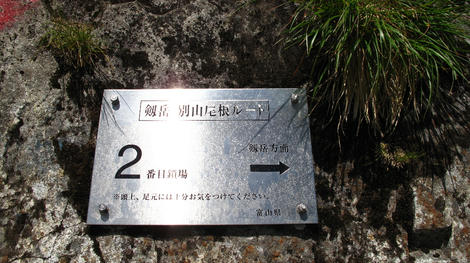 剱岳 別山尾根ルート
2番目鎖場
剱岳方面
※頭上、足元には十分お気をつけてください。
富山県